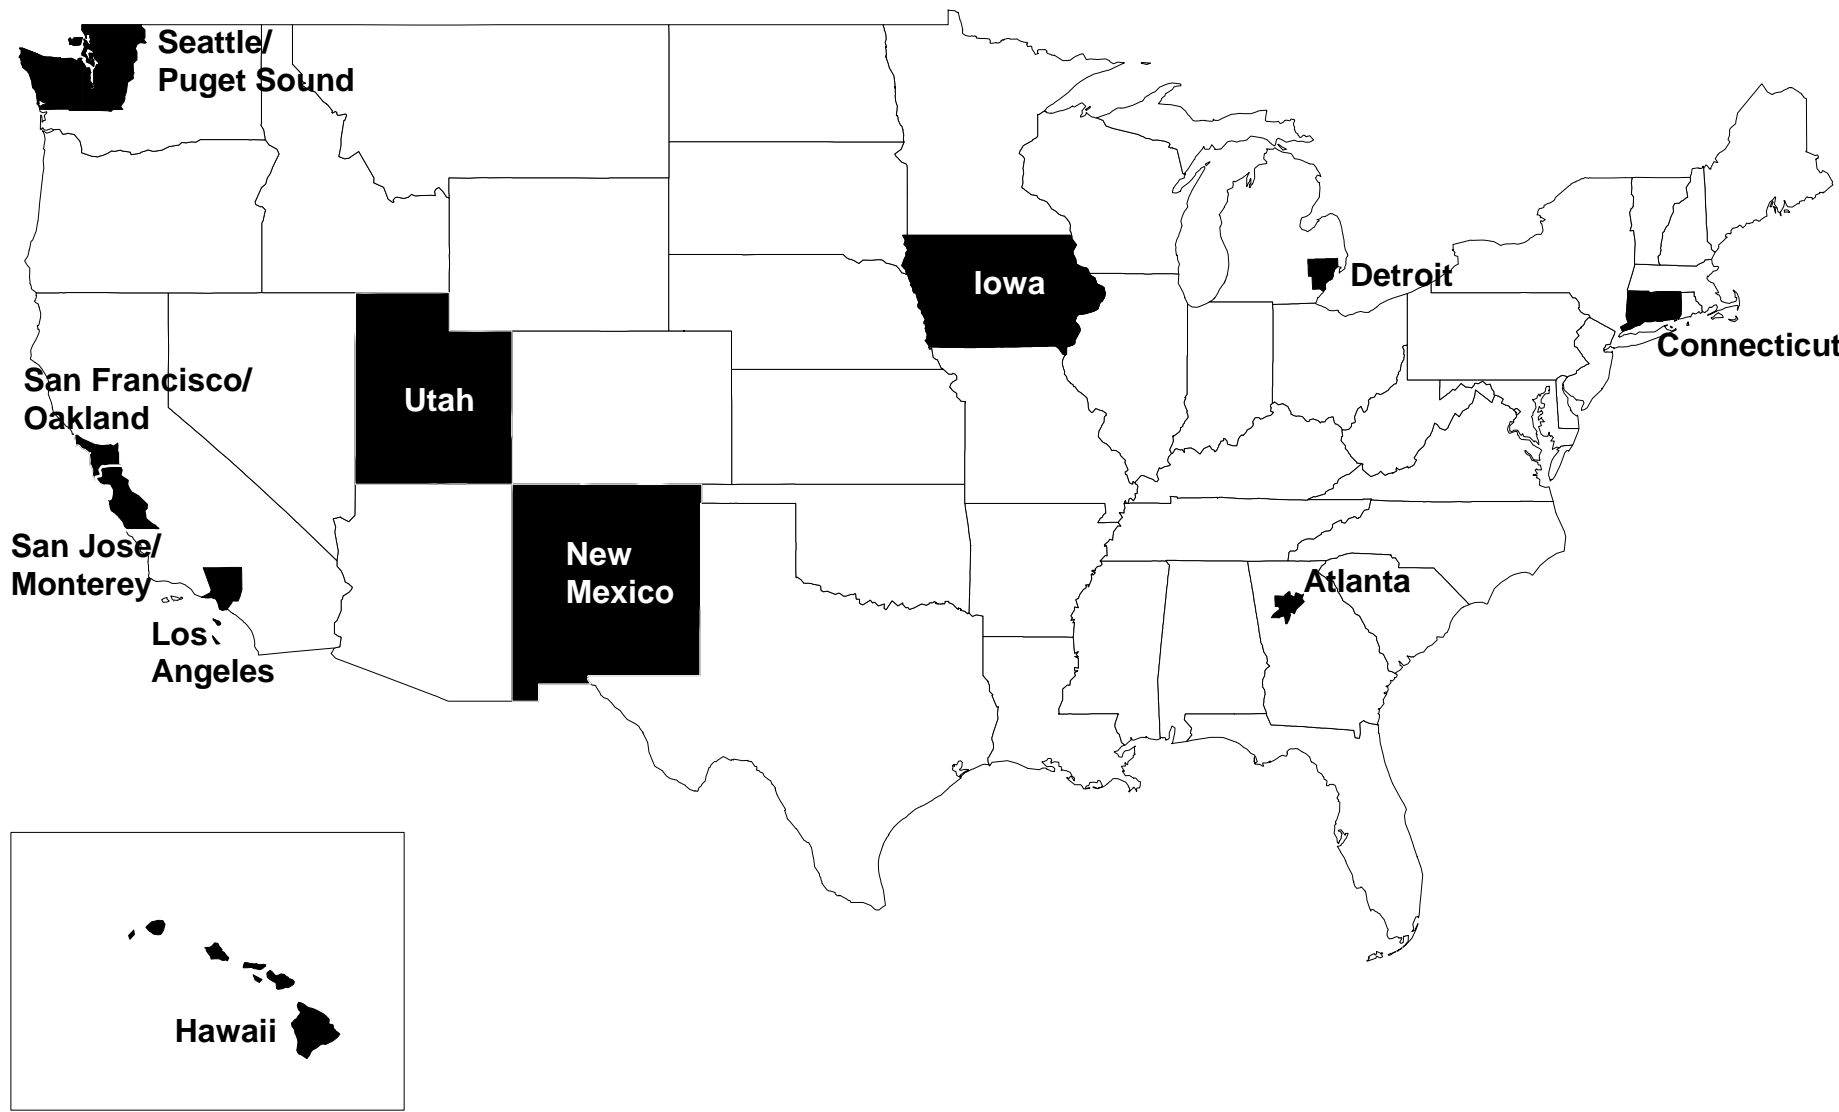 Seattle/
Puget Sound
Iowa
Detroit
Connecticut
San Francisco/
Oakland
Utah
San Jose/
Monterey
New
Mexico
Atlanta
Los
Angeles
Hawaii